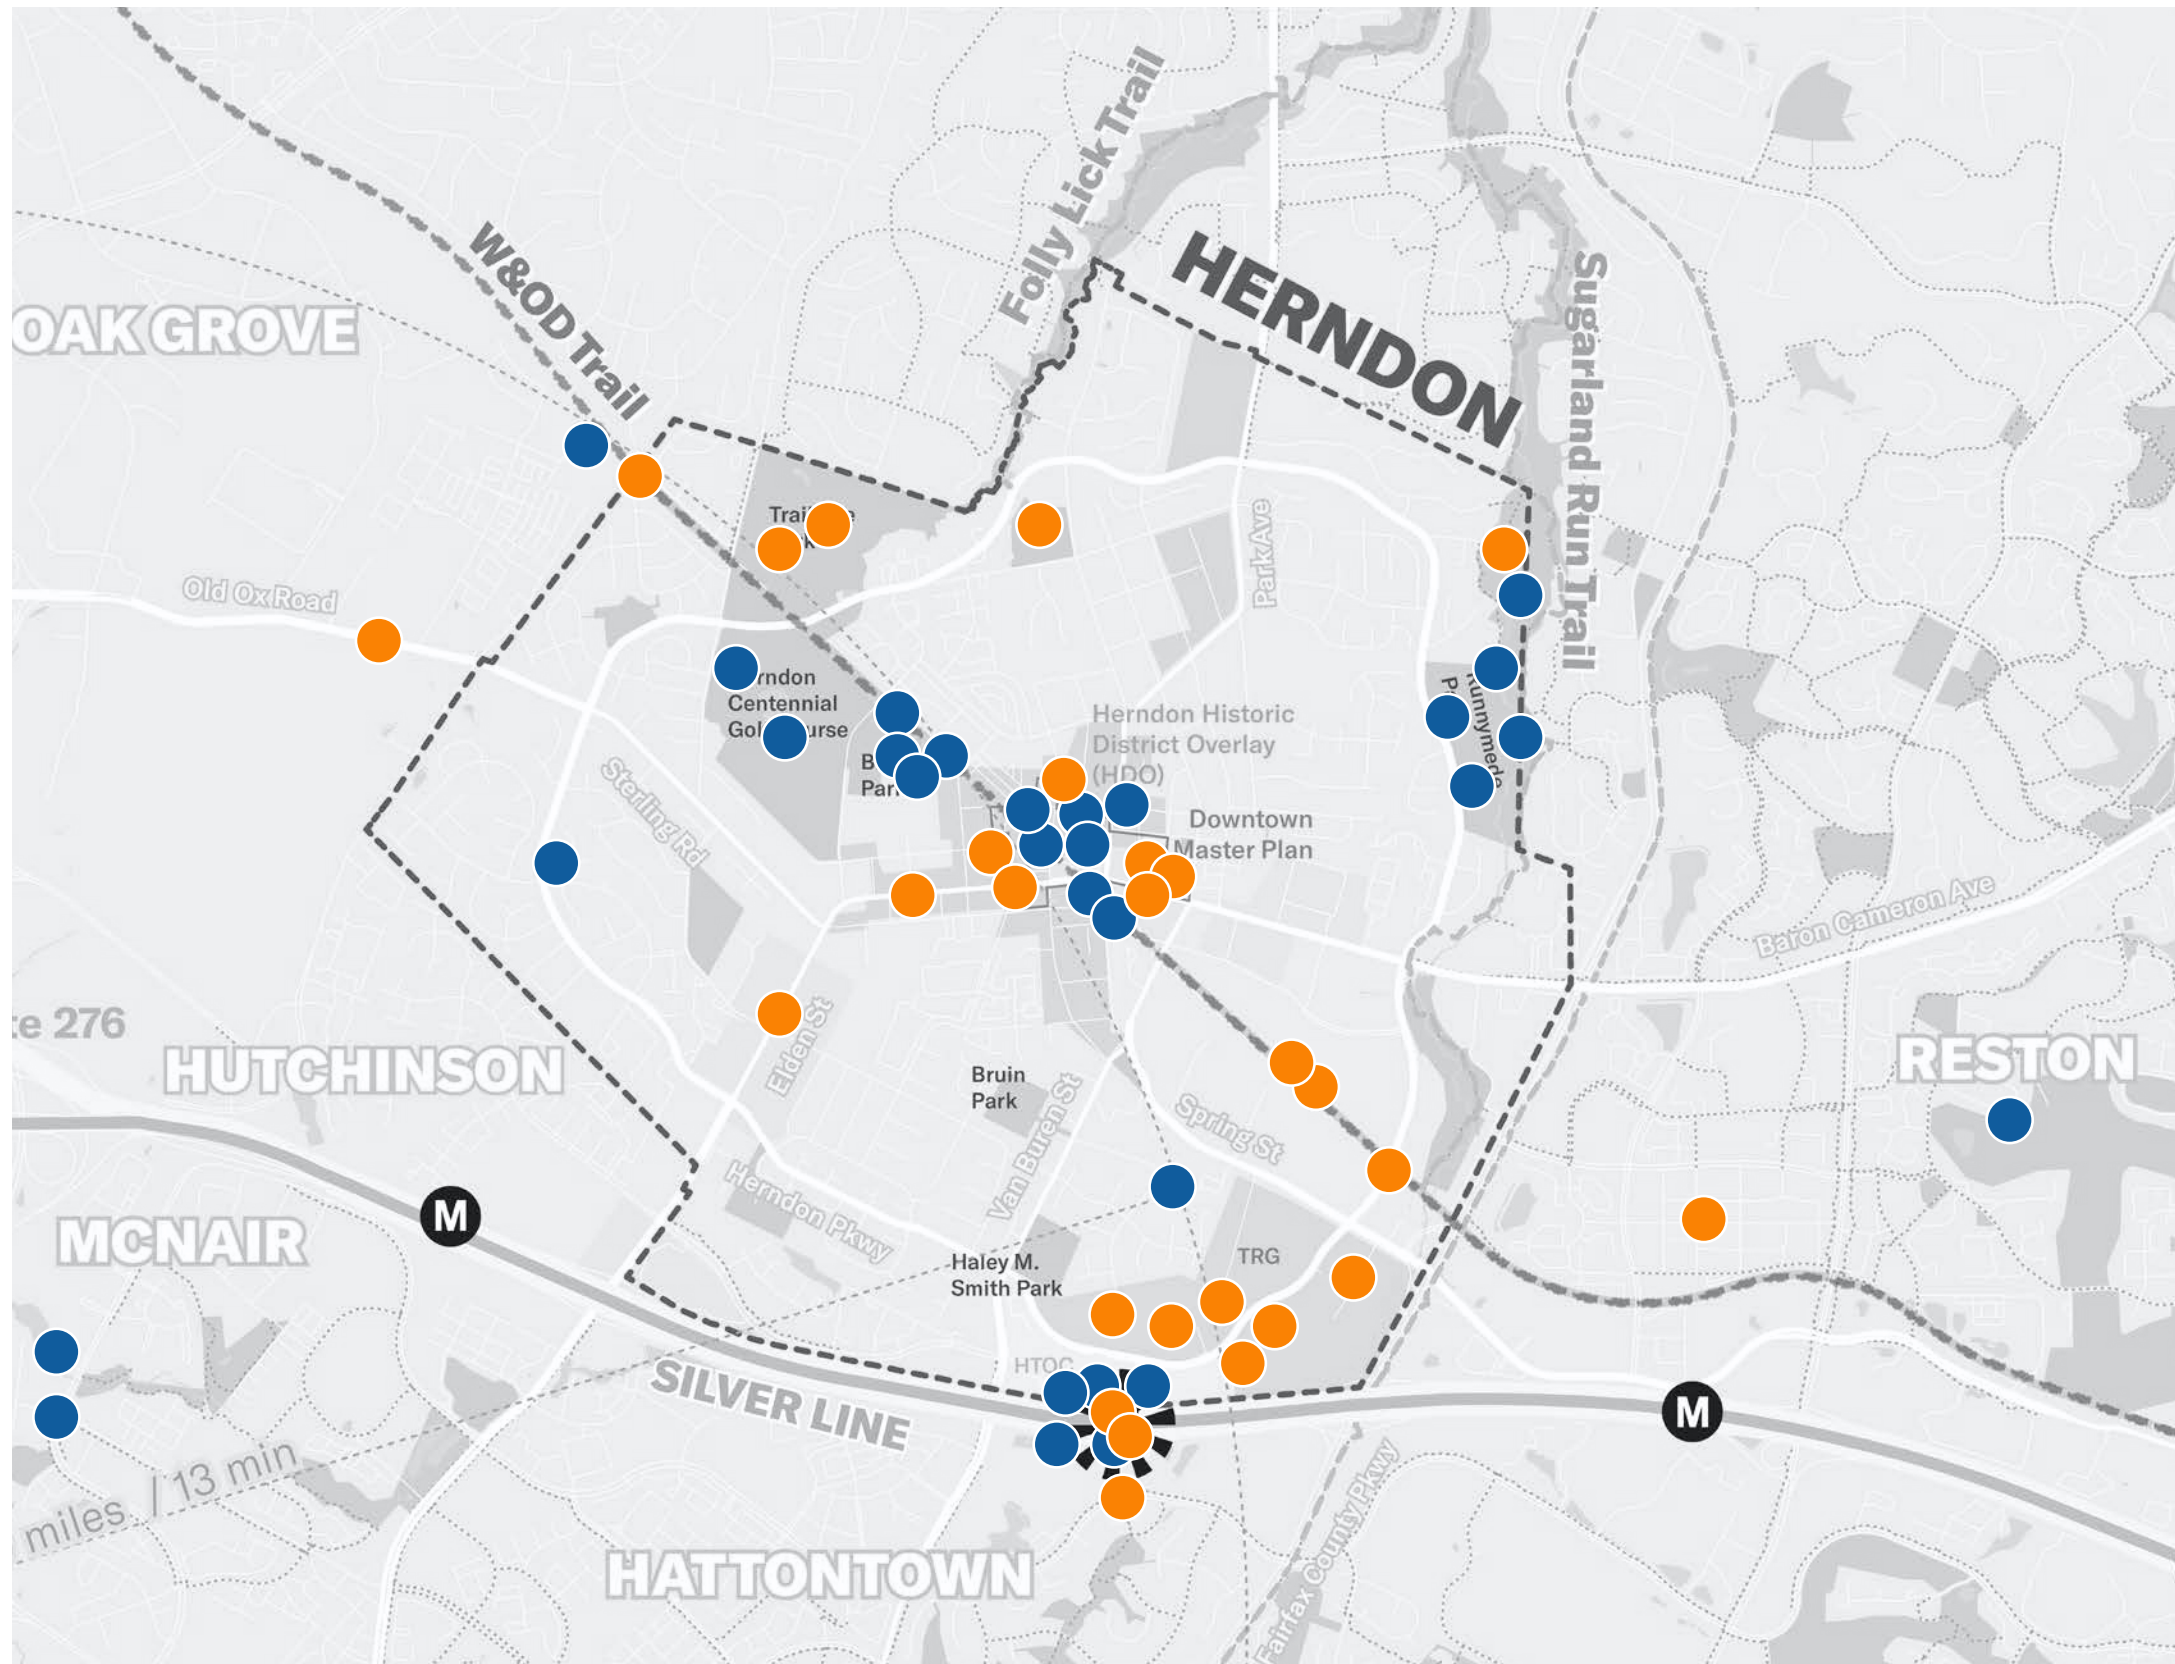 Folly Lick Trail
W&OD Trail
HERNDON
Sugarland Run Trail
OAK GROVE
Park Ave
Old Ox Road
Centennial
Herndon Historic
District Overlay
(HDO)
Runnymede
Downtown
Master Plan
Sterling Rd
Baron Cameron Ave
HUTCHINSON
Elden St
Bruin
Park
Van Buren St
Spring St
RESTON
Herndon Pkwy
M
MCNAIR
Haley M.
Smith Park
TRG
HTOC
SILVER LINE
M
miles / 13 min
HATTONTOWN
Fairfax County Pkwy